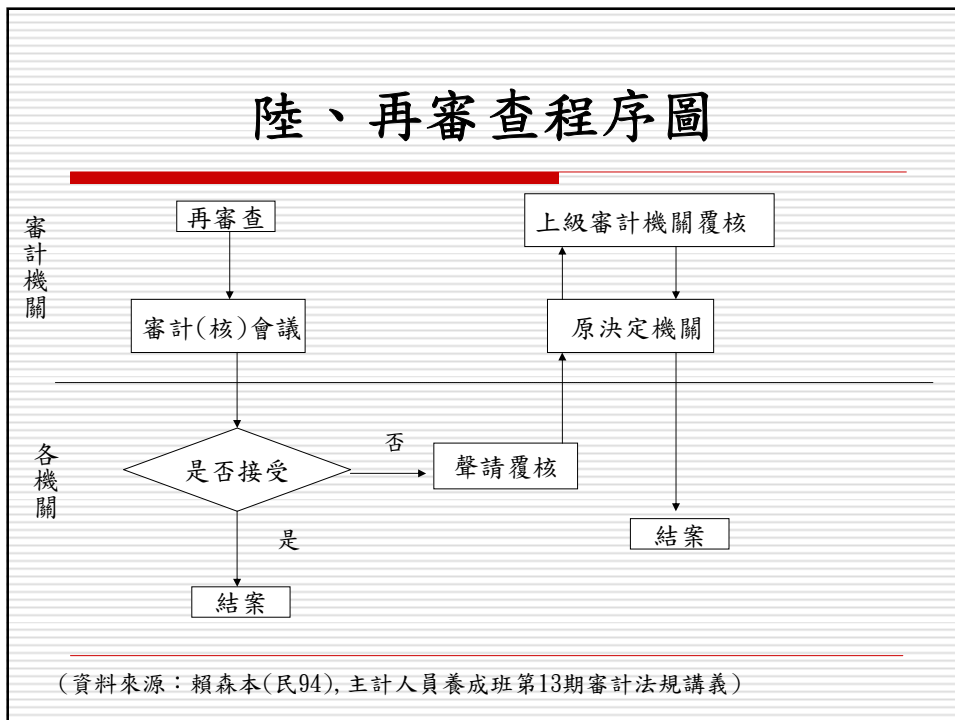 陸、再審查程序圖
審計機關
再審查
上級審計機關覆核
審計(核)會議
原決定機關
各機關
是否接受
否
聲請覆核
是
結案
結案
(資料來源：賴森本(民94),主計人員養成班第13期審計法規講義)